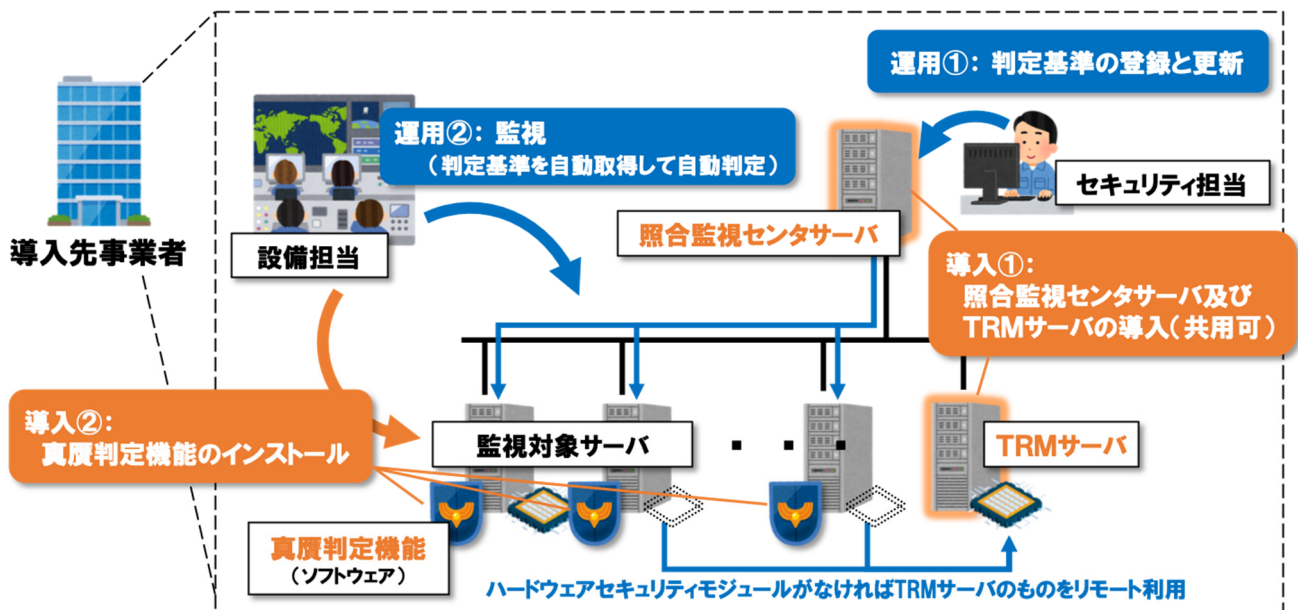 運用①: 判定基準の登録と更新
運用②: 監視
(判定基準を自動取得して自動判定)
セキュリティ担当
照合監視センタサーバ
導入先事業者
設備担当
導入①:
照合監視センタサーバ及び
TRMサーバの導入(共用可)
導入②:
真贋判定機能のインストール
監視対象サーバ
・・・
TRMサーバ
真贋判定機能
(ソフトウェア)
ハードウェアセキュリティモジュールがなければTRMサーバのものをリモート利用